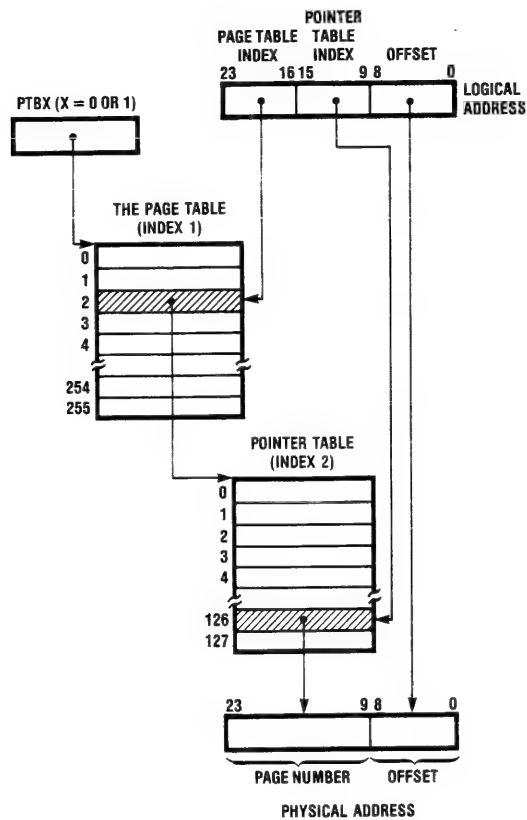 POINTER
PAGE TABLE TABLE
INDEX INDEX OFFSET
23 16 15 9 8 0
LOGICAL
ADDRESS
PTBX (X = 0 OR 1)
THE PAGE TABLE
(INDEX 1)
0
1
2
3
4
254
255
POINTER TABLE
(INDEX 2)
0
1
2
3
4
126
127
23 9 8 0
PAGE NUMBER OFFSET
PHYSICAL ADDRESS